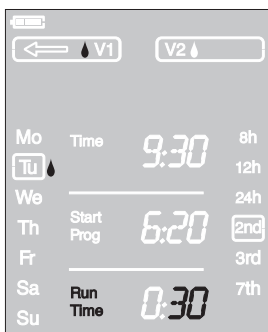 V1 V2
Mo Time 9:30 8h
Tu 12h
We 24h
Th Start Prog 6:20 2nd
Fr 3rd
Sa Run Time 0:30 7th
Su